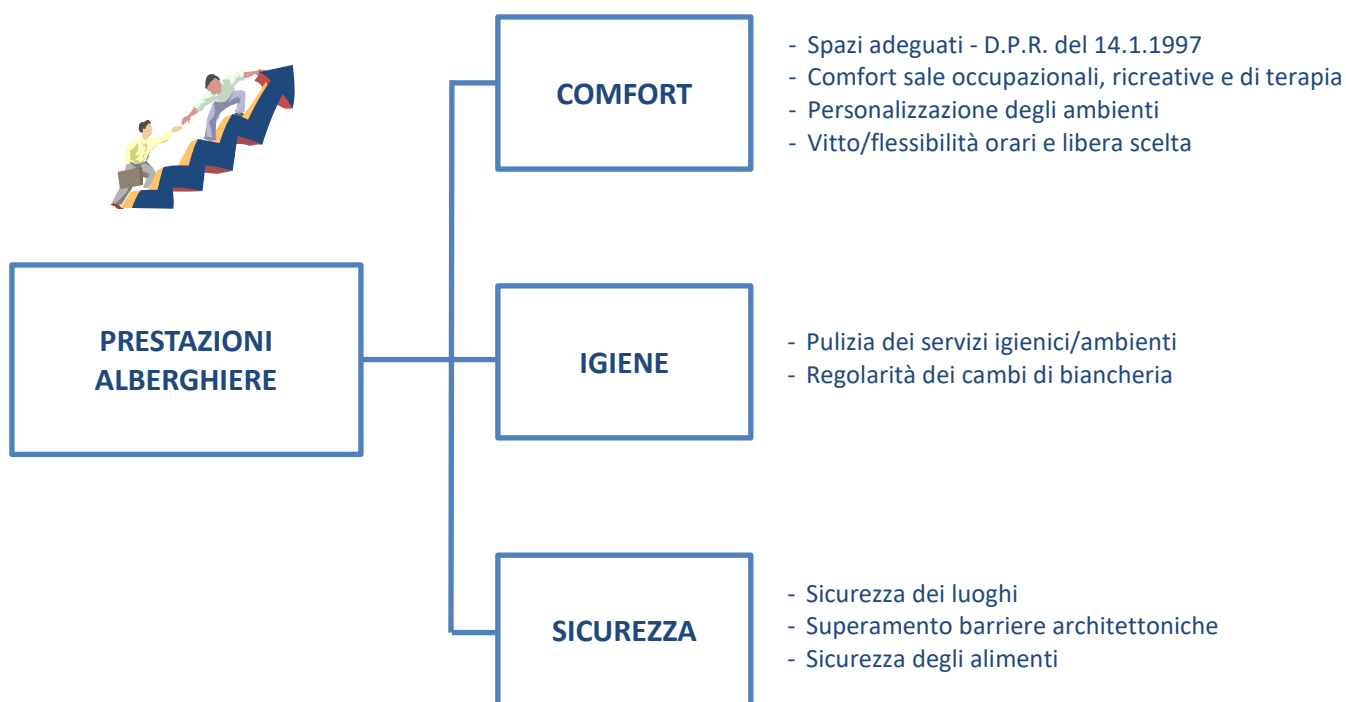 COMFORT
- Spazi adeguati - D.P.R. del 14.1.1997
- Comfort sale occupazionali, ricreative e di terapia
- Personalizzazione degli ambienti
- Vitto/flessibilità orari e libera scelta
PRESTAZIONI
ALBERGHIERE
IGIENE
- Pulizia dei servizi igienici/ambienti
- Regolarità dei cambi di biancheria
SICUREZZA
- Sicurezza dei luoghi
- Superamento barriere architettoniche
- Sicurezza degli alimenti